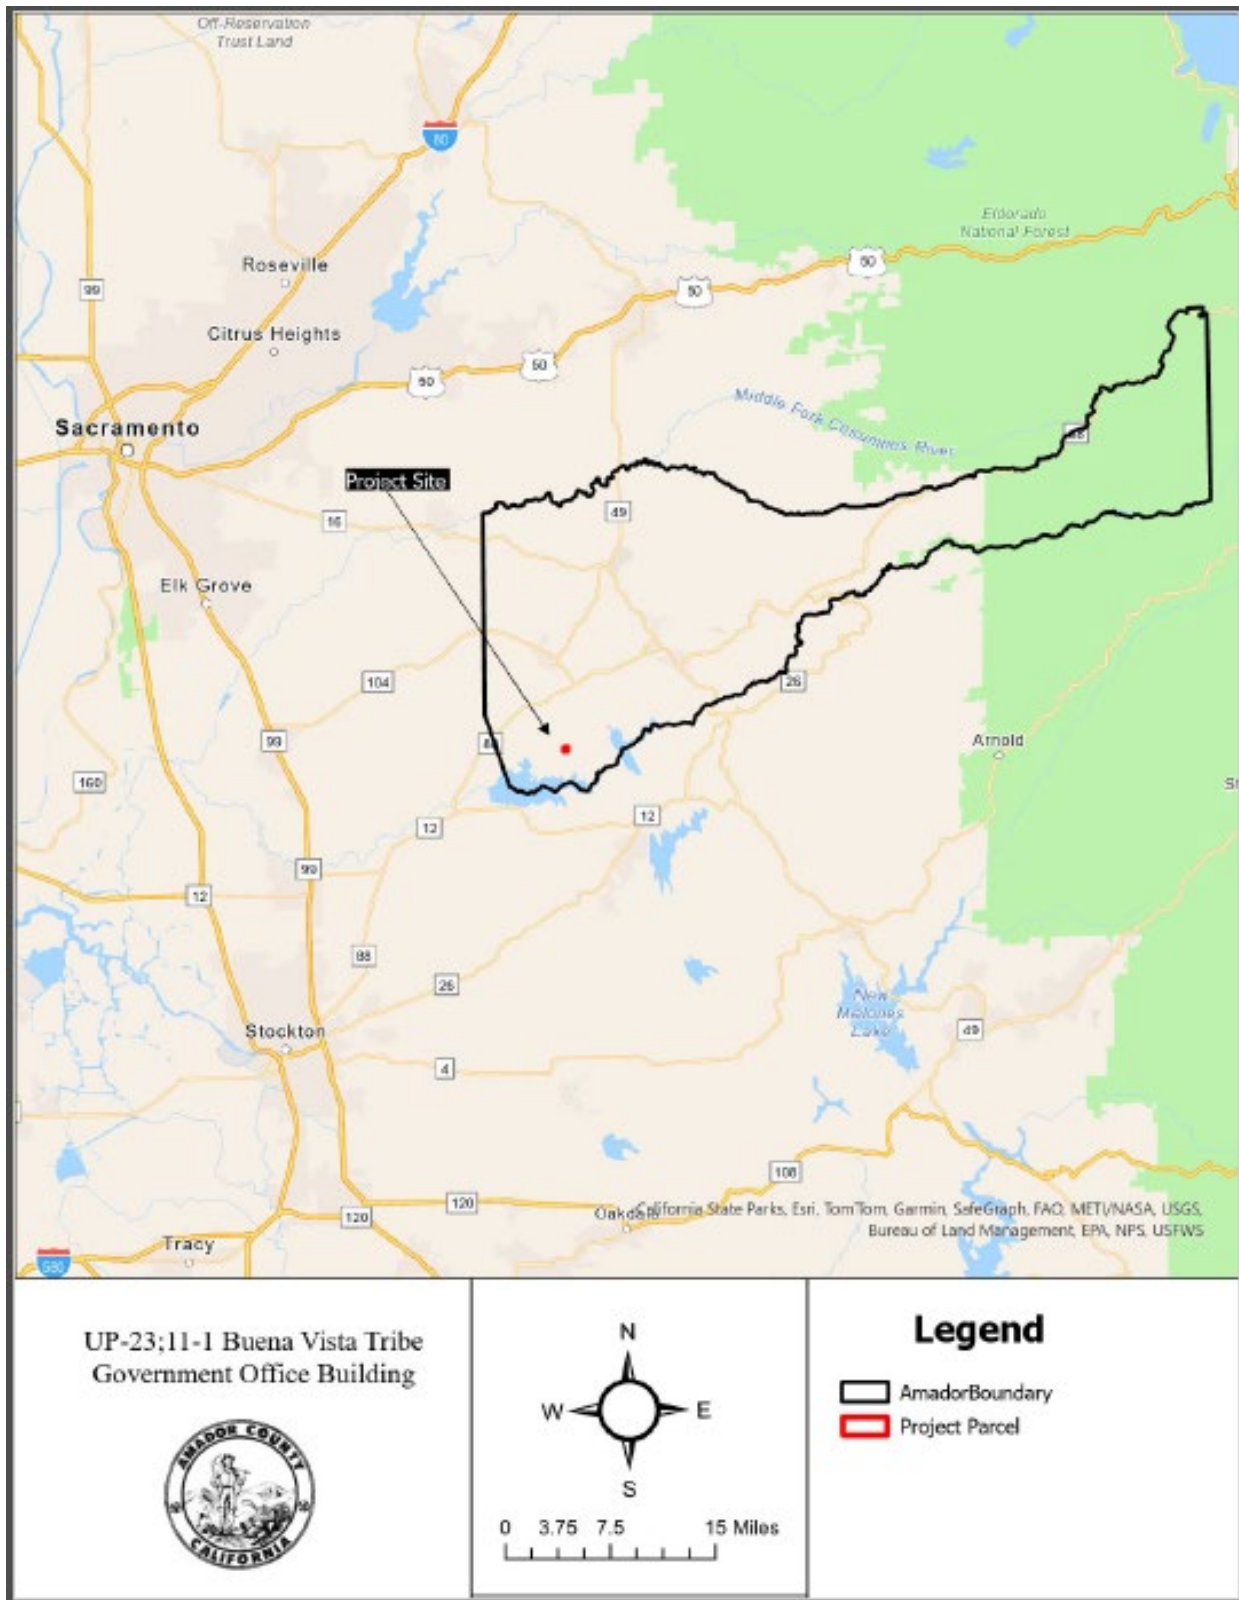 Off-Reservation
Trust Land
80
Eldorado
National Forest
50
Roseville
50
99
Citrus Heights
50
50
Middle Fork Cosumnes River
Sacramento
Project Site
49
16
Elk Grove
104
26
99
Arnold
160
12
12
99
12
88
26
New
Melones
Lake
Stockton
49
4
108
120
Oakdale
120
California State Parks, Esri, TomTom, Garmin, SafeGraph, FAO, METI/NASA, USGS,
Bureau of Land Management, EPA, NPS, USFWS
Tracy
580
UP-23;11-1 Buena Vista Tribe
Government Office Building
AMADOR COUNTY
CALIFORNIA
N
W
E
S
0 3.75 7.5 15 Miles
Legend
AmadorBoundary
Project Parcel